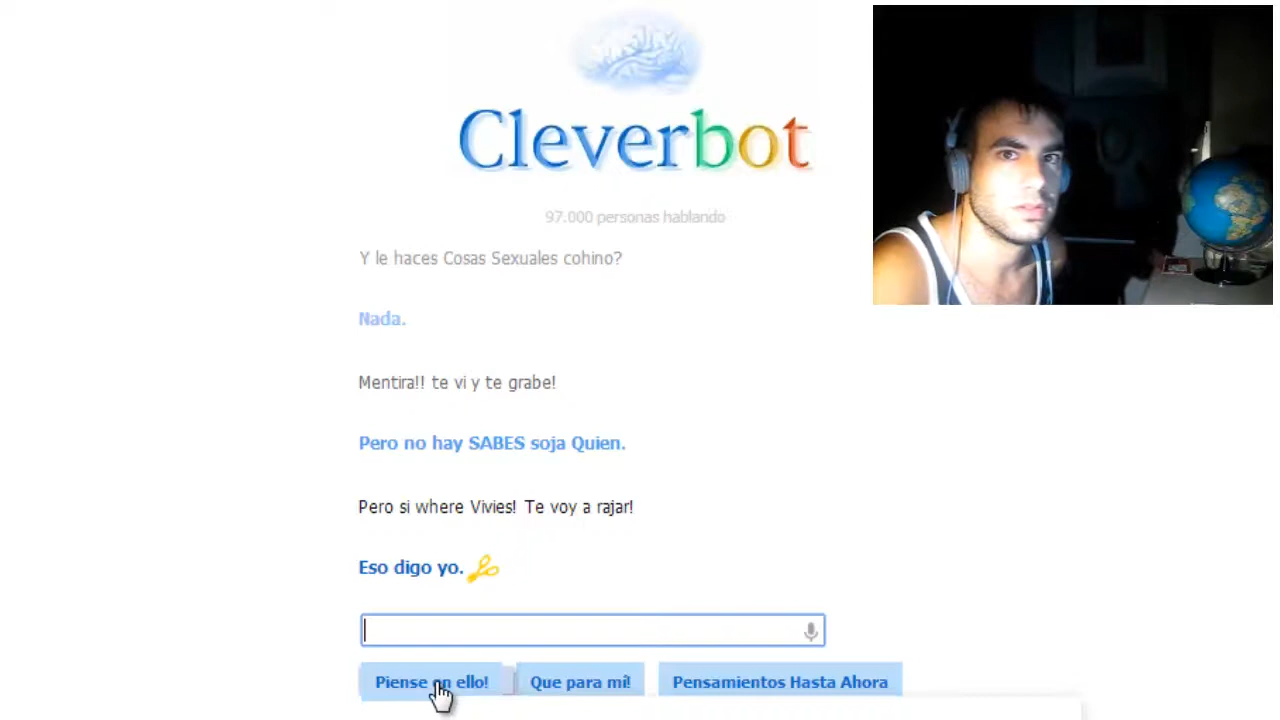 Cleverbot
97.000 personas hablando
Y le haces Cosas Sexuales cohino?
Nada.
Mentira!! te vi y te grabe!
Pero no hay SABES soja Quien.
Pero si where Vivies! Te voy a rajar!
Eso digo yo.
Piense en ello! Que para mí! Pensamientos Hasta Ahora